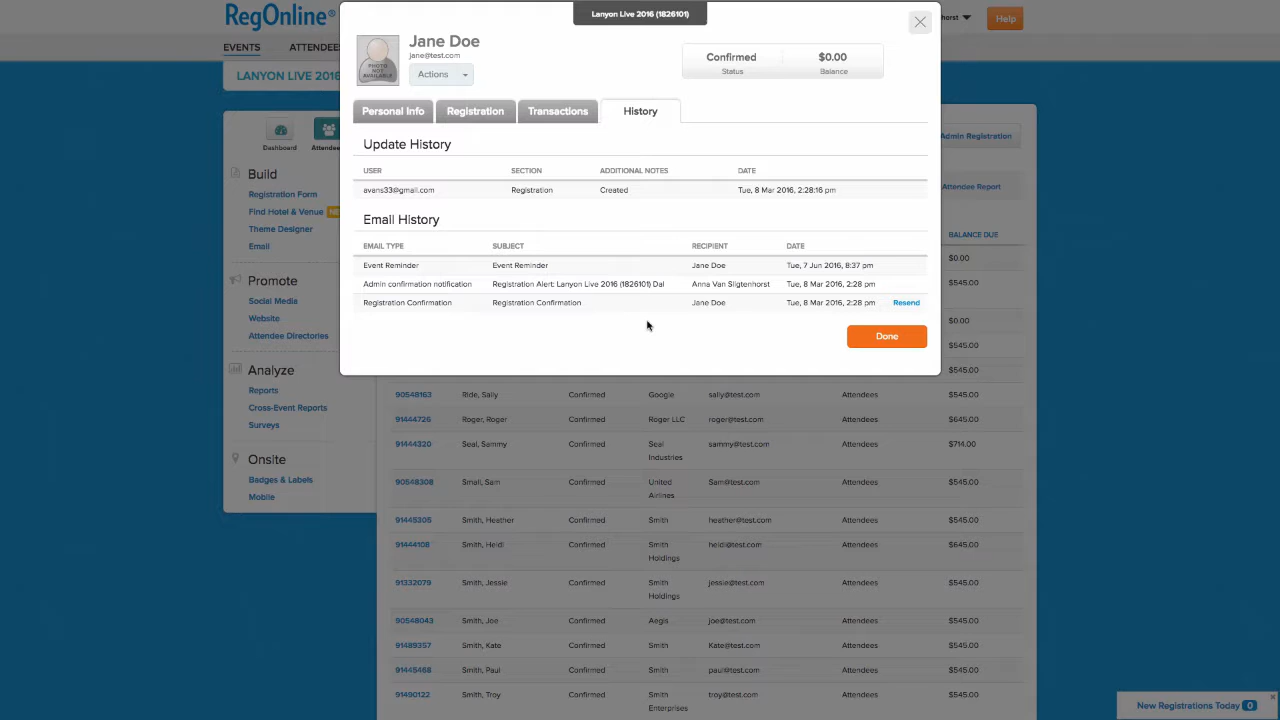 Lanyon Live 2016 (1826101)
RegOnline®
EVENTS
ATTENDEES
Help
LANYON LIVE 2016
Jane Doe
jane@test.com
PHOTO NOT AVAILABLE
Actions
Confirmed
Status
$0.00
Balance
Personal Info
Registration
Transactions
History
Update History
USER SECTION ADDITIONAL NOTES DATE
avans33@gmail.com Registration Created Tue, 8 Mar 2016, 2:28:16 pm
Email History
EMAIL TYPE SUBJECT RECIPIENT DATE
Event Reminder Event Reminder Jane Doe Tue, 7 Jun 2016, 8:37 pm
Admin confirmation notification Registration Alert: Lanyon Live 2016 (1826101) Dal Anna Van Sligtenhorst Tue, 8 Mar 2016, 2:28 pm
Registration Confirmation Registration Confirmation Jane Doe Tue, 8 Mar 2016, 2:28 pm Resend
Done
Dashboard
Attendee
Build
Registration Form
Find Hotel & Venue
Theme Designer
Email
Promote
Social Media
Website
Attendee Directories
Analyze
Reports
Cross-Event Reports
Surveys
Onsite
Badges & Labels
Mobile
Admin Registration
Attendee Report
BALANCE DUE
$0.00
$545.00
$0.00
$545.00
$545.00
90548163 Ride, Sally Confirmed Google sally@test.com Attendees $545.00
91444726 Roger, Roger Confirmed Roger LLC roger@test.com Attendees $645.00
91444320 Seal, Sammy Confirmed Seal Industries sammy@test.com Attendees $714.00
90548308 Small, Sam Confirmed United Airlines Sam@test.com Attendees $545.00
91445305 Smith, Heather Confirmed Smith heather@test.com Attendees $545.00
91444108 Smith, Heidi Confirmed Smith Holdings heidi@test.com Attendees $645.00
91332079 Smith, Jessie Confirmed Smith Holdings jessie@test.com Attendees $545.00
90548043 Smith, Joe Confirmed Aegis joe@test.com Attendees $545.00
91489357 Smith, Kate Confirmed Smith Kate@test.com Attendees $545.00
91445468 Smith, Paul Confirmed Smith paul@test.com Attendees $545.00
91490122 Smith, Troy Confirmed Smith Enterprises troy@test.com Attendees $545.00
New Registrations Today 0